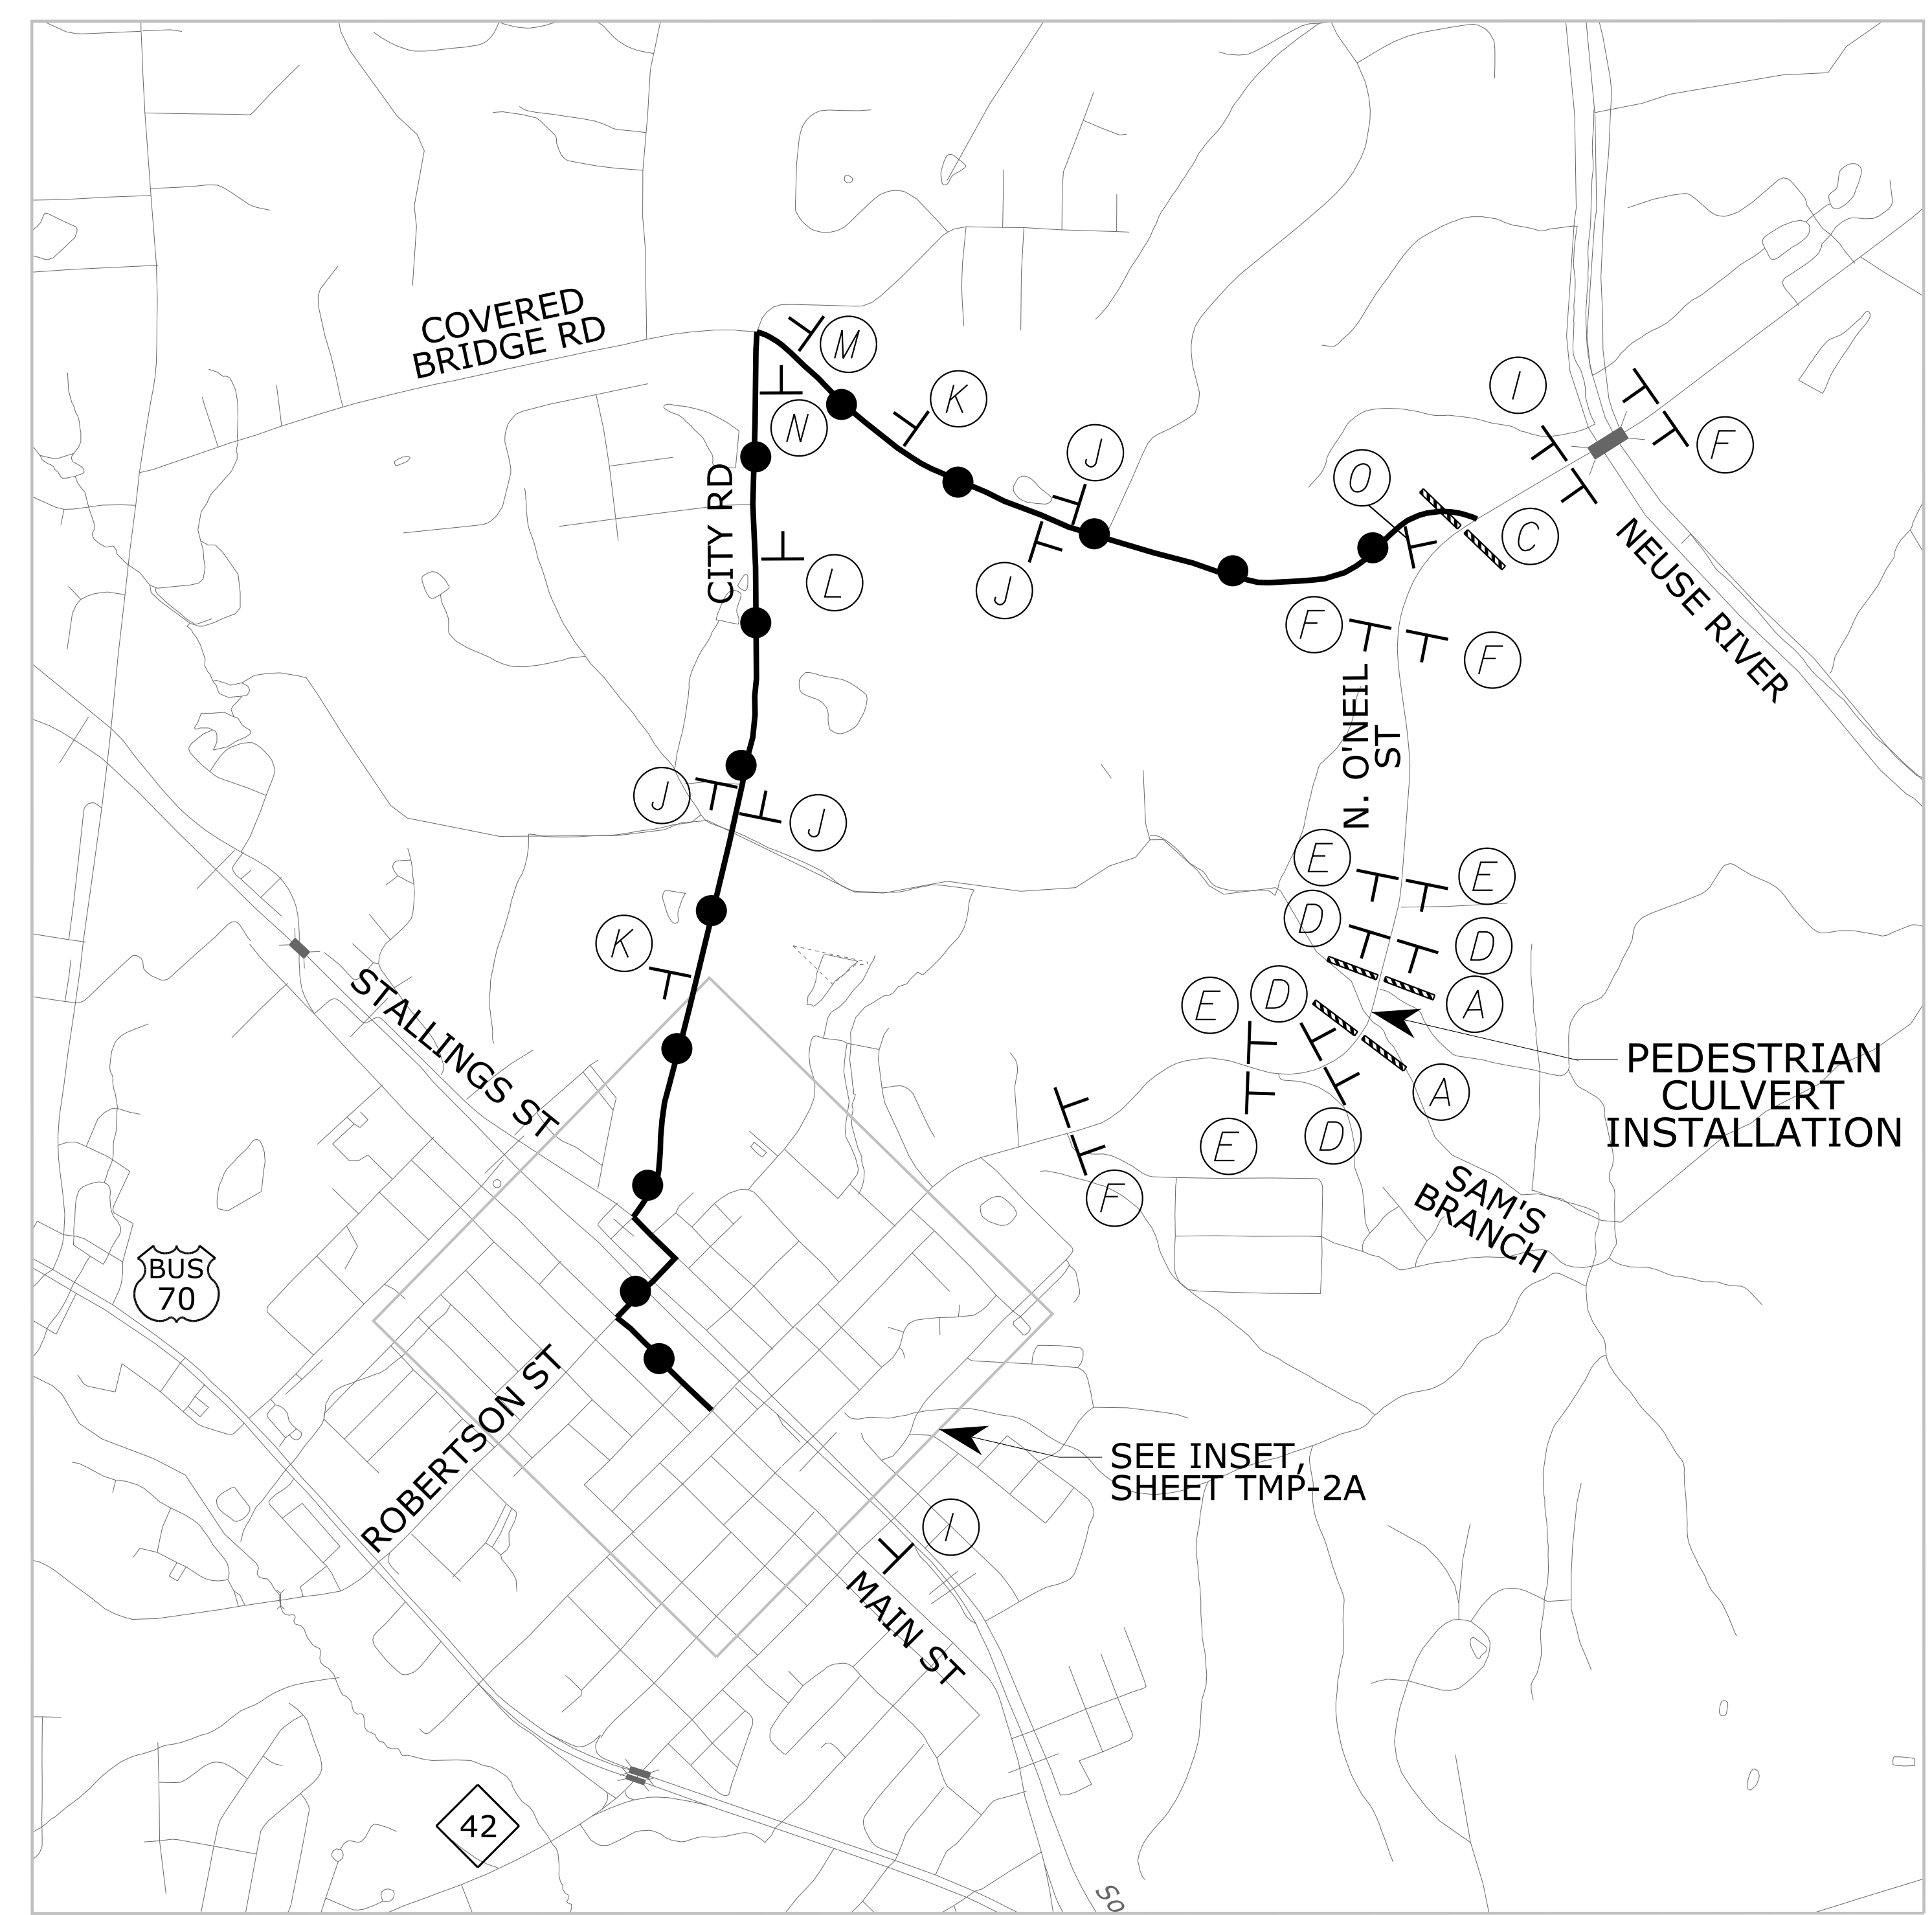 COVERED
BRIDGE RD
M
N
K
J
I
F
O
C
CITY RD
L
J
F
F
NEUSE RIVER
N. O'NEIL
ST
J
J
E
E
D
D
K
A
E
D
STALLINGS ST
PEDESTRIAN
CULVERT
INSTALLATION
A
D
E
F
SAM'S
BRANCH
BUS
70
ROBERTSON ST
SEE INSET,
SHEET TMP-2A
I
MAIN ST
42
SO